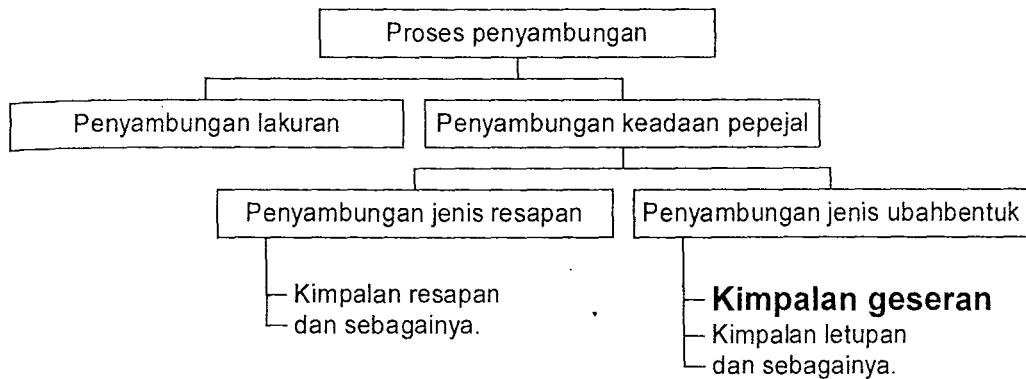 Proses penyambungan
Penyambungan lakuran
Penyambungan keadaan pepejal
Penyambungan jenis resapan
Penyambungan jenis ubahbentuk
Kimpalan resapan
dan sebagainya.
Kimpalan geseran
Kimpalan letupan
dan sebagainya.